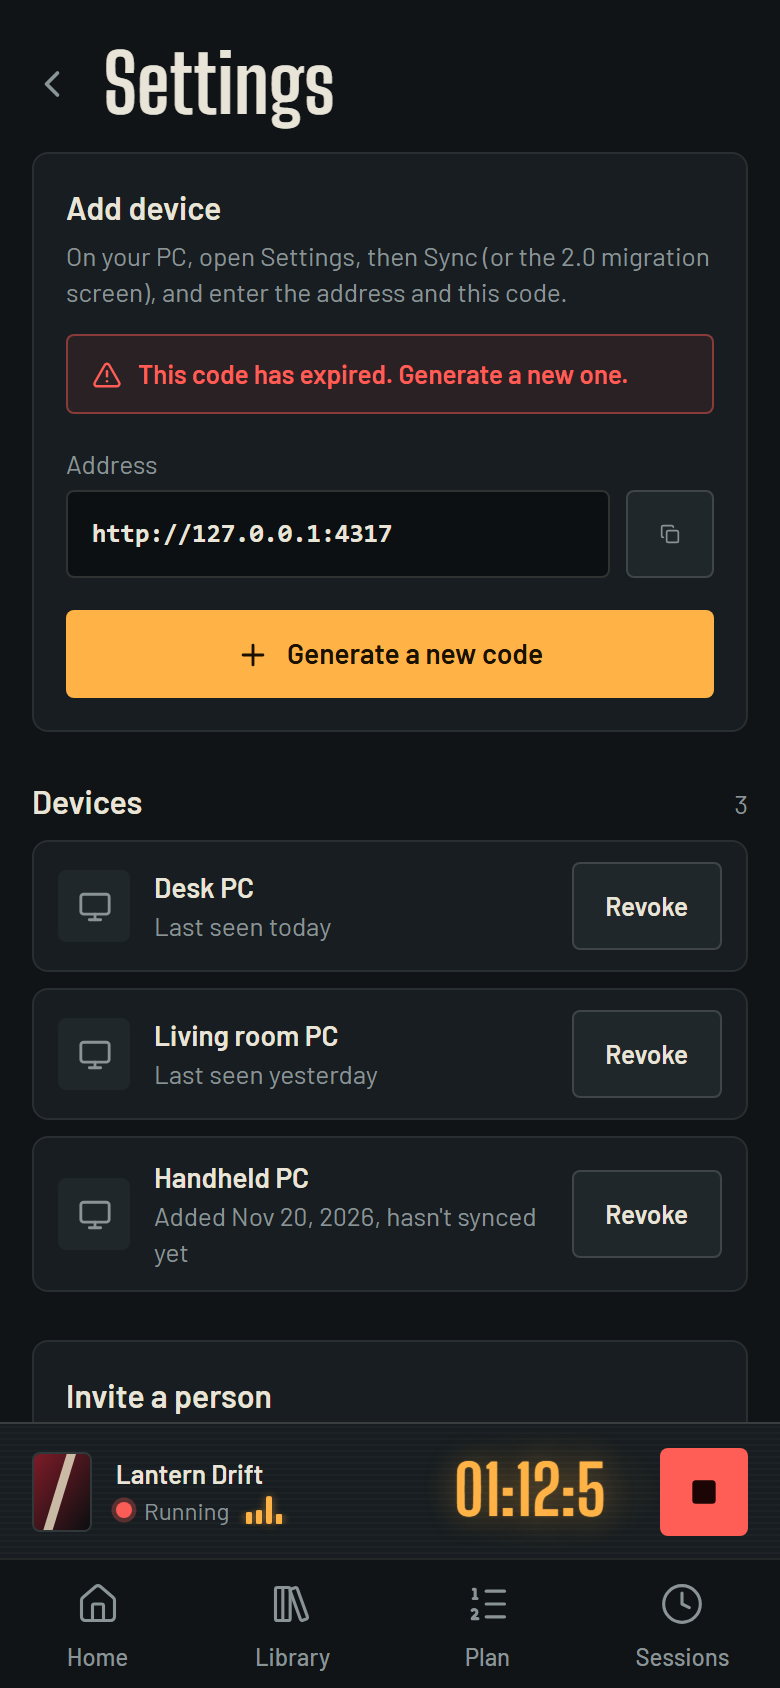 Settings
Add device
On your PC, open Settings, then Sync (or the 2.0 migration
screen), and enter the address and this code.
This code has expired. Generate a new one.
Address
http://127.0.0.1:4317
Generate a new code
Devices
3
Desk PC
Last seen today
Revoke
Living room PC
Last seen yesterday
Revoke
Handheld PC
Added Nov 20, 2026, hasn't synced
yet
Revoke
Invite a person
Lantern Drift
Running
01:12:5
Home
Library
Plan
Sessions